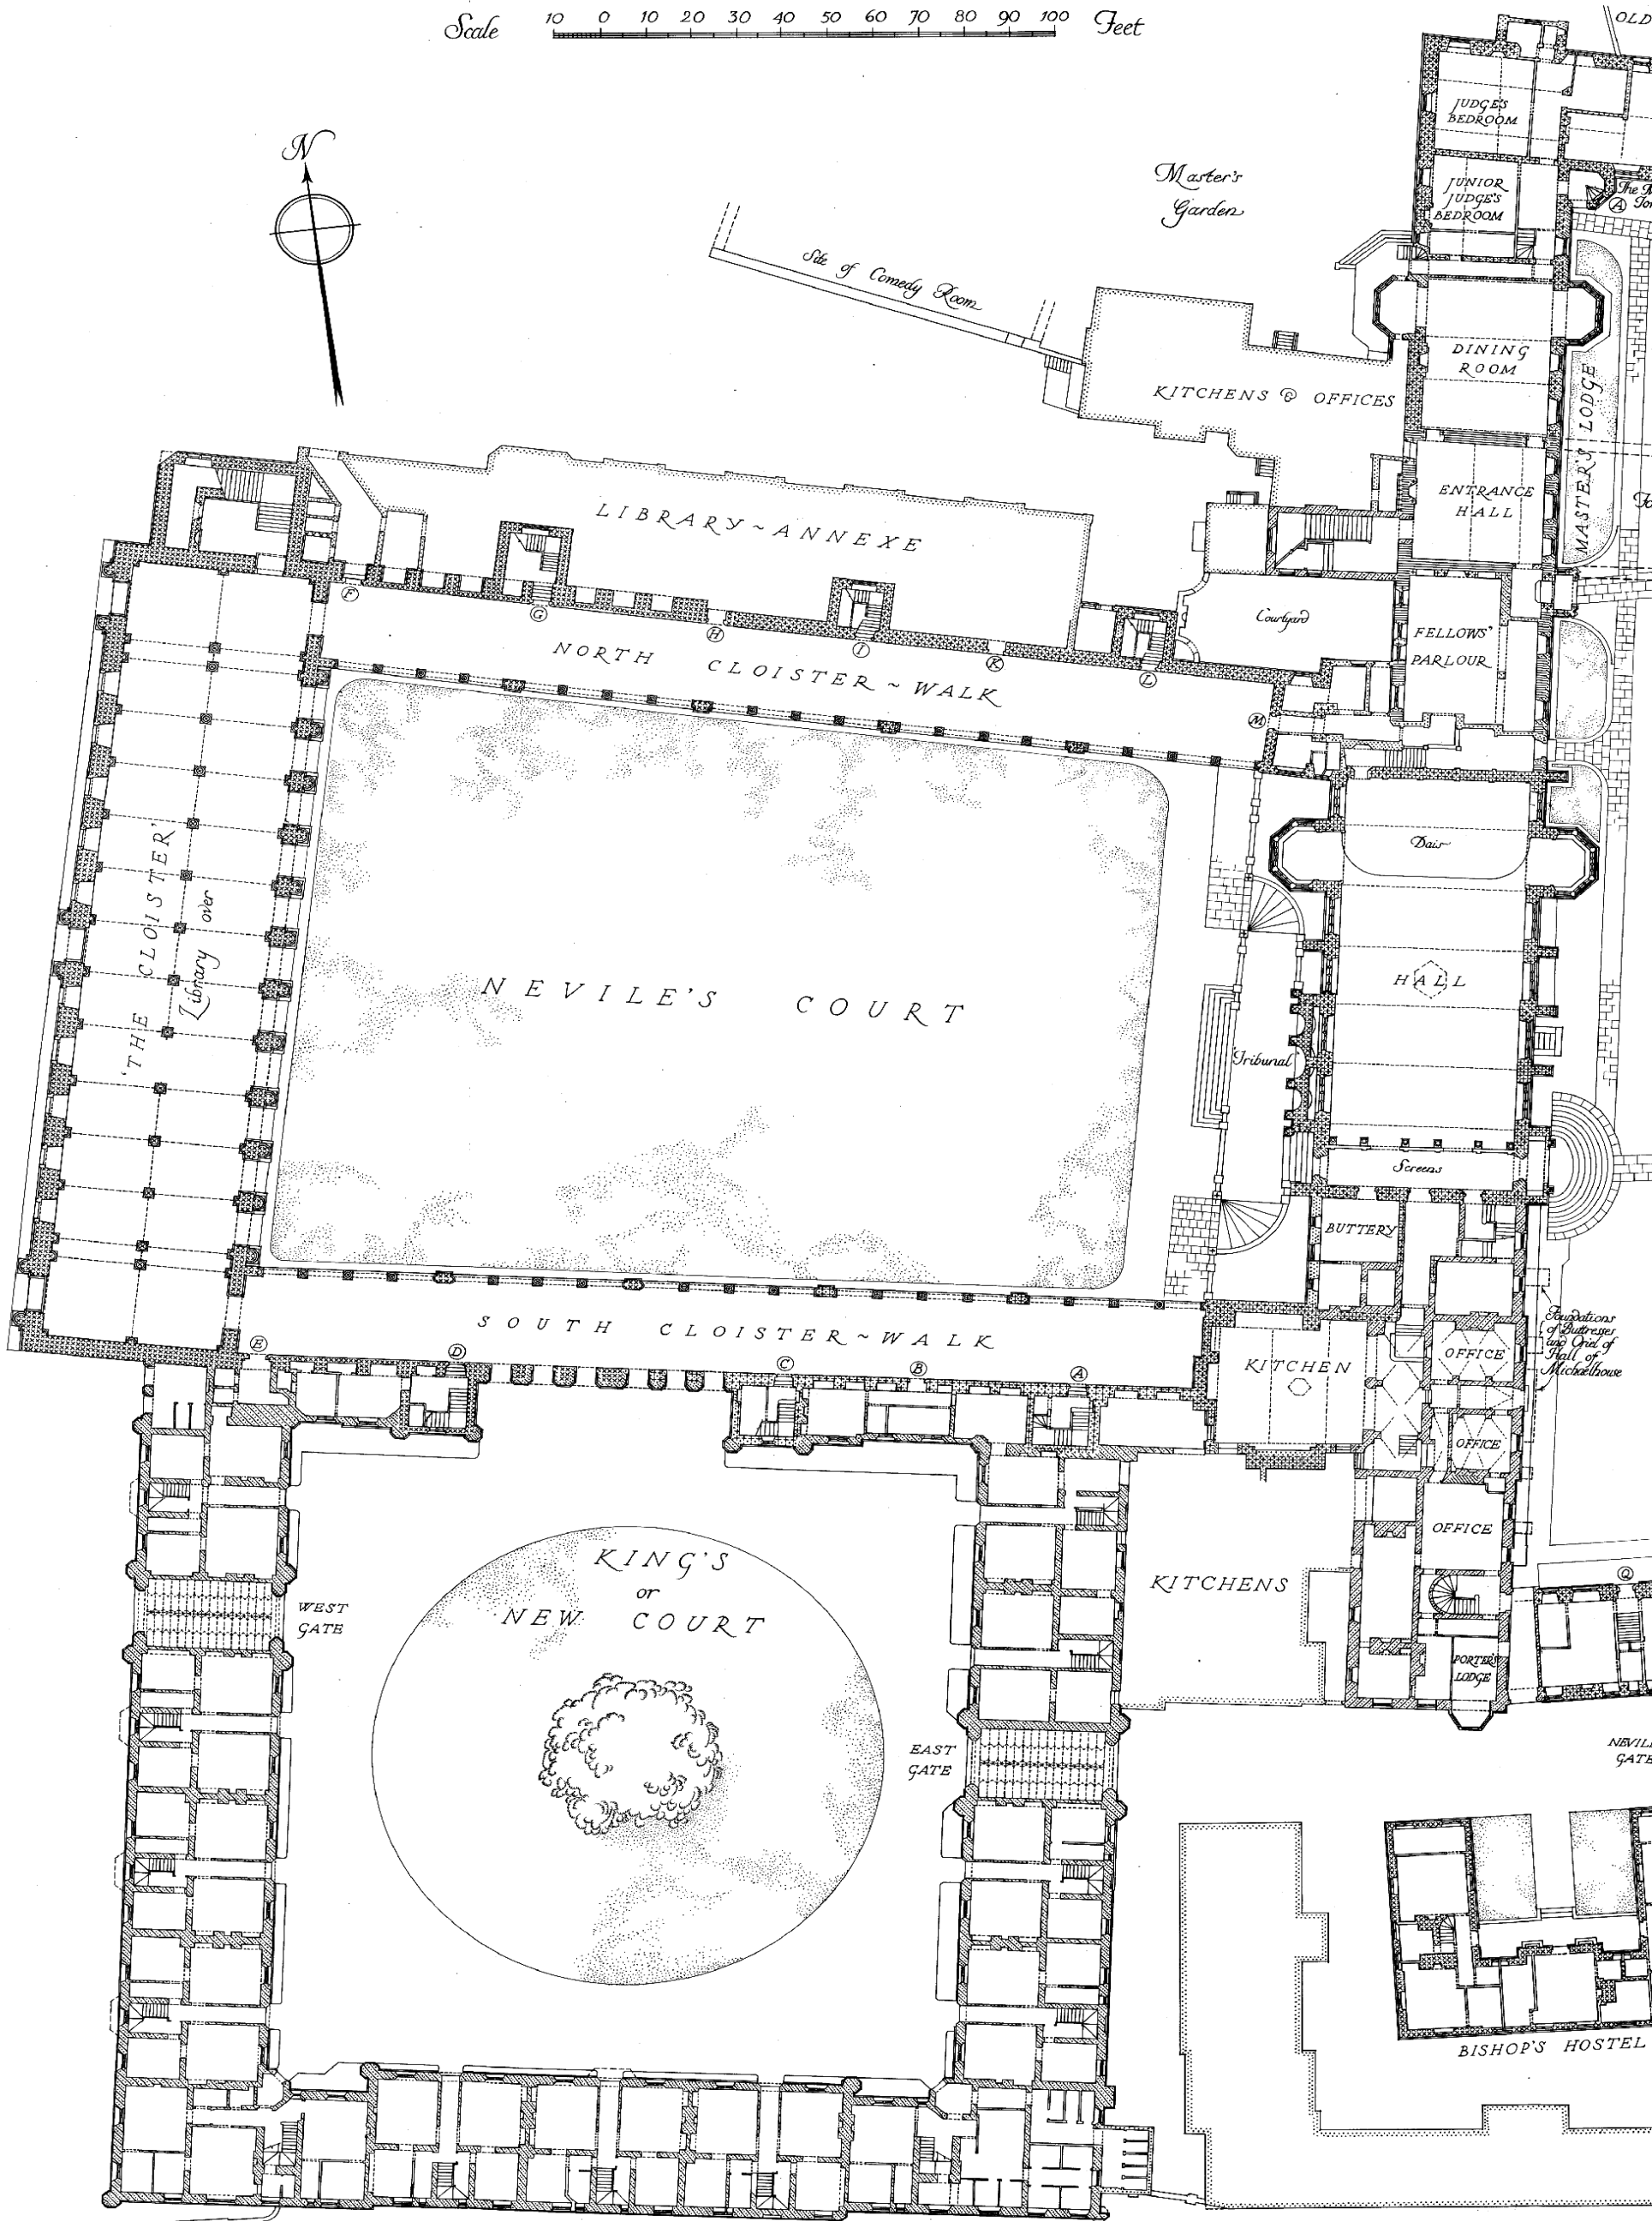 Scale 10 0 10 20 30 40 50 60 70 80 90 100 Feet
OLD
N
JUDGE'S
BEDROOM
Master's
Garden
JUNIOR
JUDGE'S
BEDROOM
The
A
Site of Comedy Room
DINING
ROOM
KITCHENS & OFFICES
MASTER'S LODGE
ENTRANCE
HALL
LIBRARY ~ ANNEXE
F
G
H
I
K
L
M
Courtyard
FELLOWS'
PARLOUR
NORTH CLOISTER ~ WALK
Dais
'THE CLOISTER'
Library over
NEVILE'S COURT
HALL
Tribunal
Screens
BUTTERY
SOUTH CLOISTER ~ WALK
E
D
C
B
A
KITCHEN
OFFICE
Foundations
of Buttresses
and Oriel of
Hall of
Michaelhouse
OFFICE
OFFICE
KING'S
or
NEW COURT
KITCHENS
Q
WEST
GATE
PORTER'S
LODGE
EAST
GATE
NEVILE
GATE
BISHOP'S HOSTEL